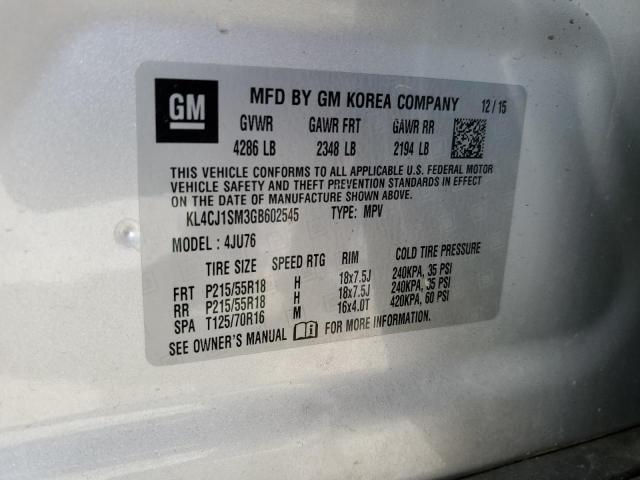 GM
MFD BY GM KOREA COMPANY 12/15
GVWR GAWR FRT GAWR RR
4286 LB 2348 LB 2194 LB
THIS VEHICLE CONFORMS TO ALL APPLICABLE U.S. FEDERAL MOTOR
VEHICLE SAFETY AND THEFT PREVENTION STANDARDS IN EFFECT
ON THE DATE OF MANUFACTURE SHOWN ABOVE.
KL4CJ1SM3GB602545 TYPE: MPV
MODEL : 4JU76
TIRE SIZE SPEED RTG RIM COLD TIRE PRESSURE
FRT P215/55R18 H 18x7.5J 240KPA, 35 PSI
RR P215/55R18 H 18x7.5J 240KPA, 35 PSI
SPA T125/70R16 M 16x4.0T 420KPA, 60 PSI
SEE OWNER'S MANUAL FOR MORE INFORMATION.